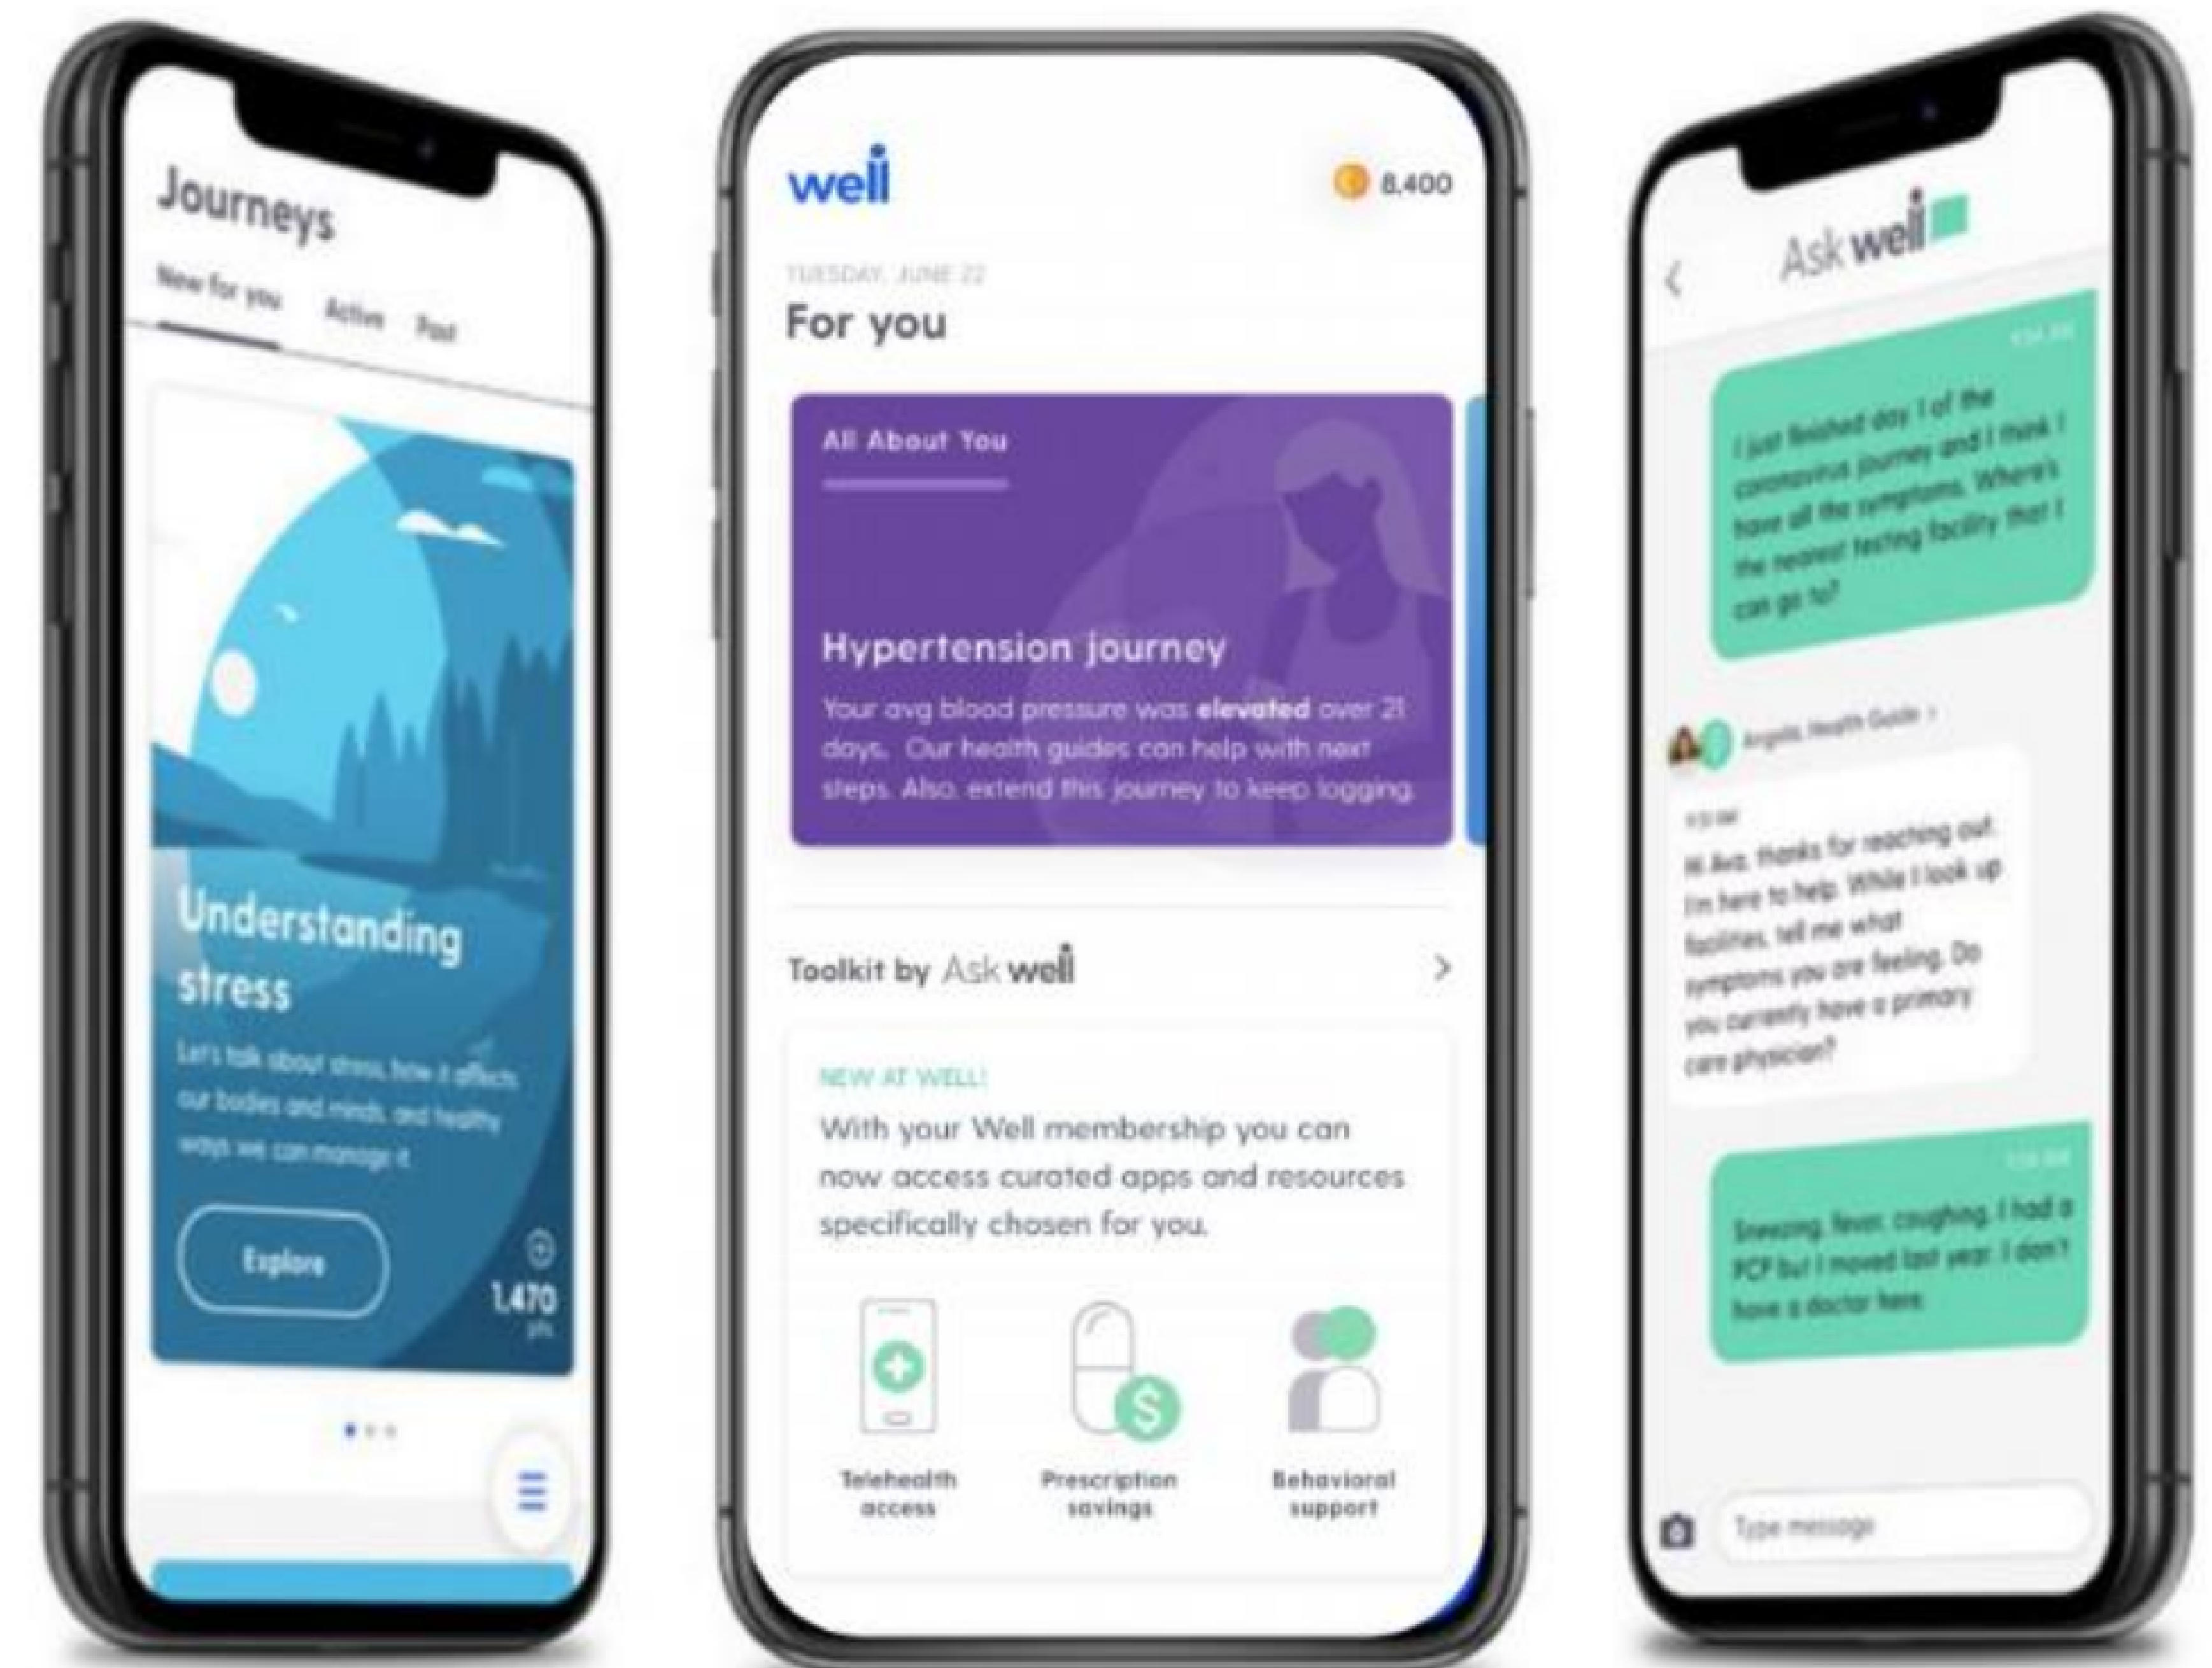 Journeys
New for you
Active
Past
Understanding
stress
Let's talk about stress, how it affects
our bodies and minds, and healthy
ways we can manage it
Explore
1,470
pts
well
8,400
TUESDAY, JUNE 22
For you
All About You
Hypertension journey
Your avg blood pressure was elevated over 21
days. Our health guides can help with next
steps. Also, extend this journey to keep logging.
Toolkit by Ask well
NEW AT WELL!
With your Well membership you can
now access curated apps and resources
specifically chosen for you.
Telehealth
access
Prescription
savings
Behavioral
support
Ask well
I just finished day 1 of the
coronavirus journey and I think I
have all the symptoms. Where's
the nearest testing facility that I
can go to?
Health Guide
Hi Ava, thanks for reaching out.
I'm here to help. While I look up
facilities, tell me what
symptoms you are feeling. Do
you currently have a primary
care physician?
Sneezing, fever, coughing. I had a
PCP but I moved last year. I don't
have a doctor here.
Type message